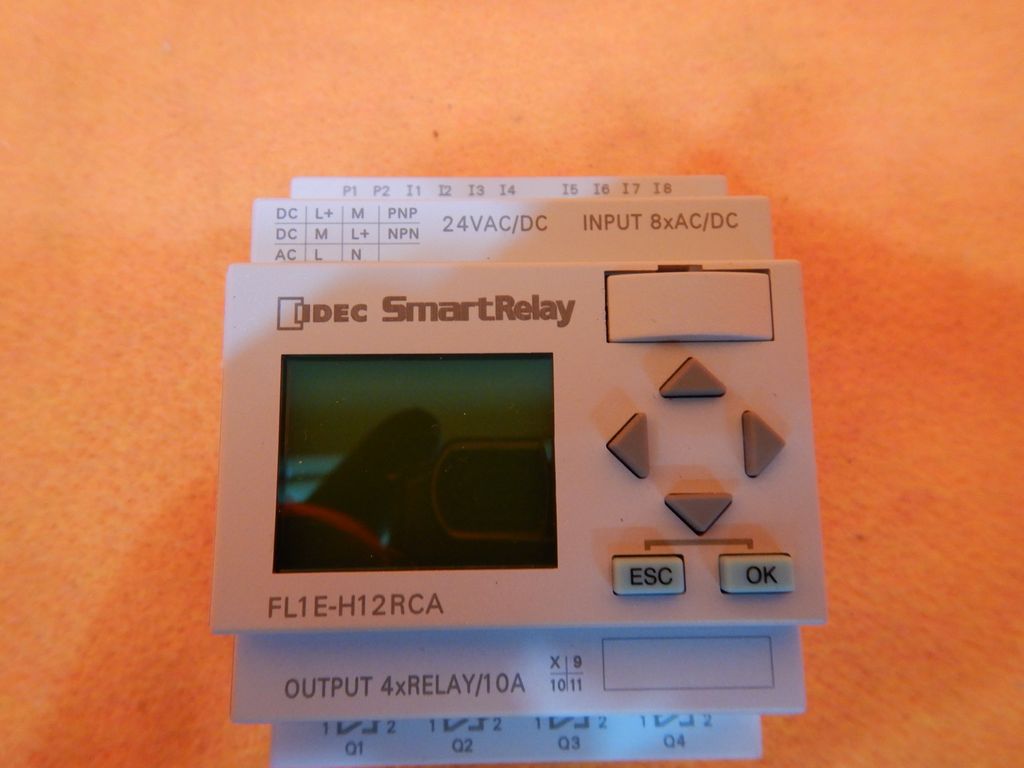 P1 P2 I1 I2 I3 I4 I5 I6 I7 I8
DC L+ M PNP 24VAC/DC INPUT 8xAC/DC
DC M L+ NPN
AC L N
IDEC SmartRelay
ESC OK
FL1E-H12RCA
OUTPUT 4xRELAY/10A X 9
10 11
1 2 1 2 1 2 1 2
Q1 Q2 Q3 Q4